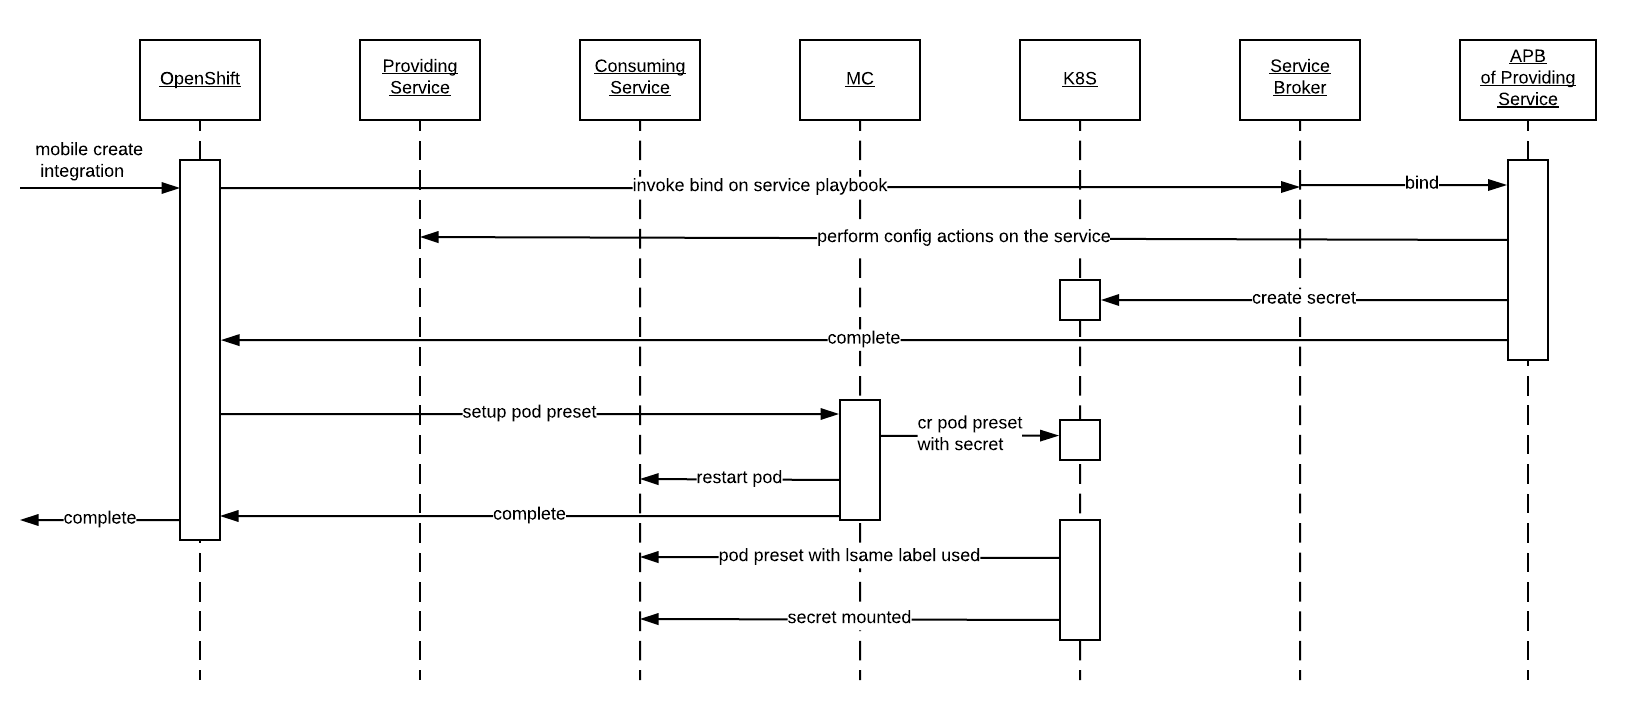 OpenShift
Providing
Service
Consuming
Service
MC
K8S
Service
Broker
APB
of Providing
Service
mobile create
integration
invoke bind on service playbook
bind
perform config actions on the service
create secret
complete
setup pod preset
cr pod preset
with secret
restart pod
complete
complete
pod preset with lsame label used
secret mounted